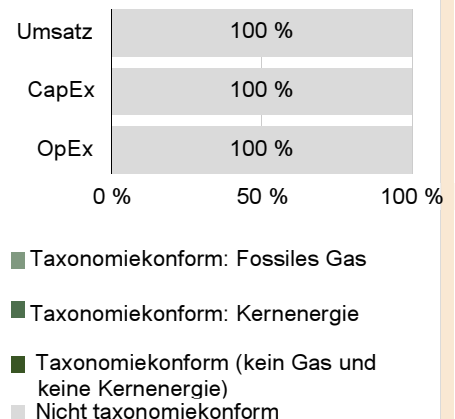 Umsatz 100 %
CapEx 100 %
OpEx 100 %
0 % 50 % 100 %
Taxonomiekonform: Fossiles Gas
Taxonomiekonform: Kernenergie
Taxonomiekonform (kein Gas und
keine Kernenergie)
Nicht taxonomiekonform